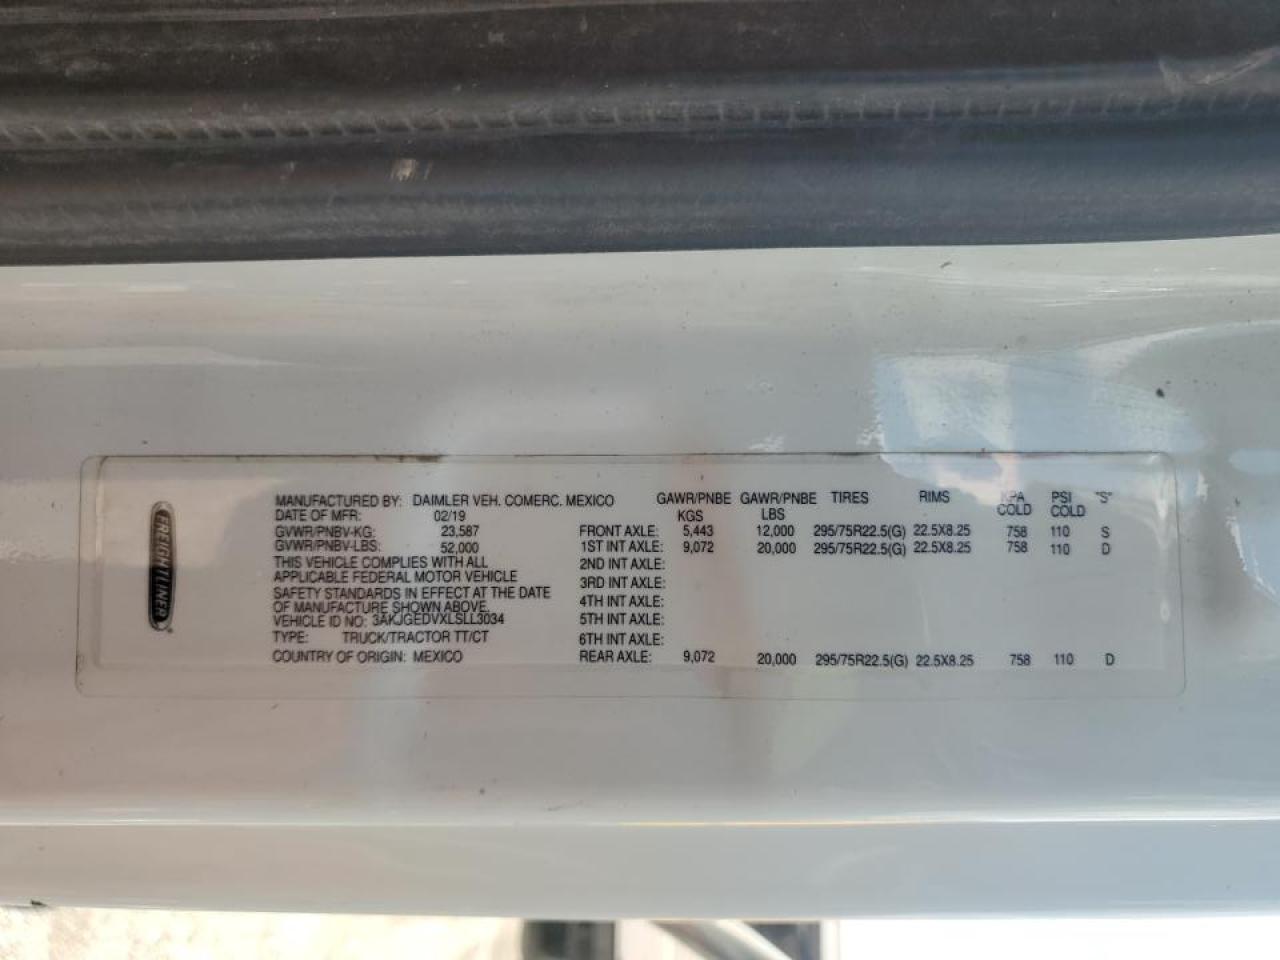 FREIGHTLINER
MANUFACTURED BY: DAIMLER VEH. COMERC. MEXICO
DATE OF MFR: 02/19
GVWR/PNBV-KG: 23,587
GVWR/PNBV-LBS: 52,000
THIS VEHICLE COMPLIES WITH ALL
APPLICABLE FEDERAL MOTOR VEHICLE
SAFETY STANDARDS IN EFFECT AT THE DATE
OF MANUFACTURE SHOWN ABOVE.
VEHICLE ID NO: 3AKJGEDVXLSLL3034
TYPE: TRUCK/TRACTOR TT/CT
COUNTRY OF ORIGIN: MEXICO
GAWR/PNBE GAWR/PNBE TIRES RIMS KPA PSI "S"
KGS LBS COLD COLD
FRONT AXLE: 5,443 12,000 295/75R22.5(G) 22.5X8.25 758 110 S
1ST INT AXLE: 9,072 20,000 295/75R22.5(G) 22.5X8.25 758 110 D
2ND INT AXLE:
3RD INT AXLE:
4TH INT AXLE:
5TH INT AXLE:
6TH INT AXLE:
REAR AXLE: 9,072 20,000 295/75R22.5(G) 22.5X8.25 758 110 D